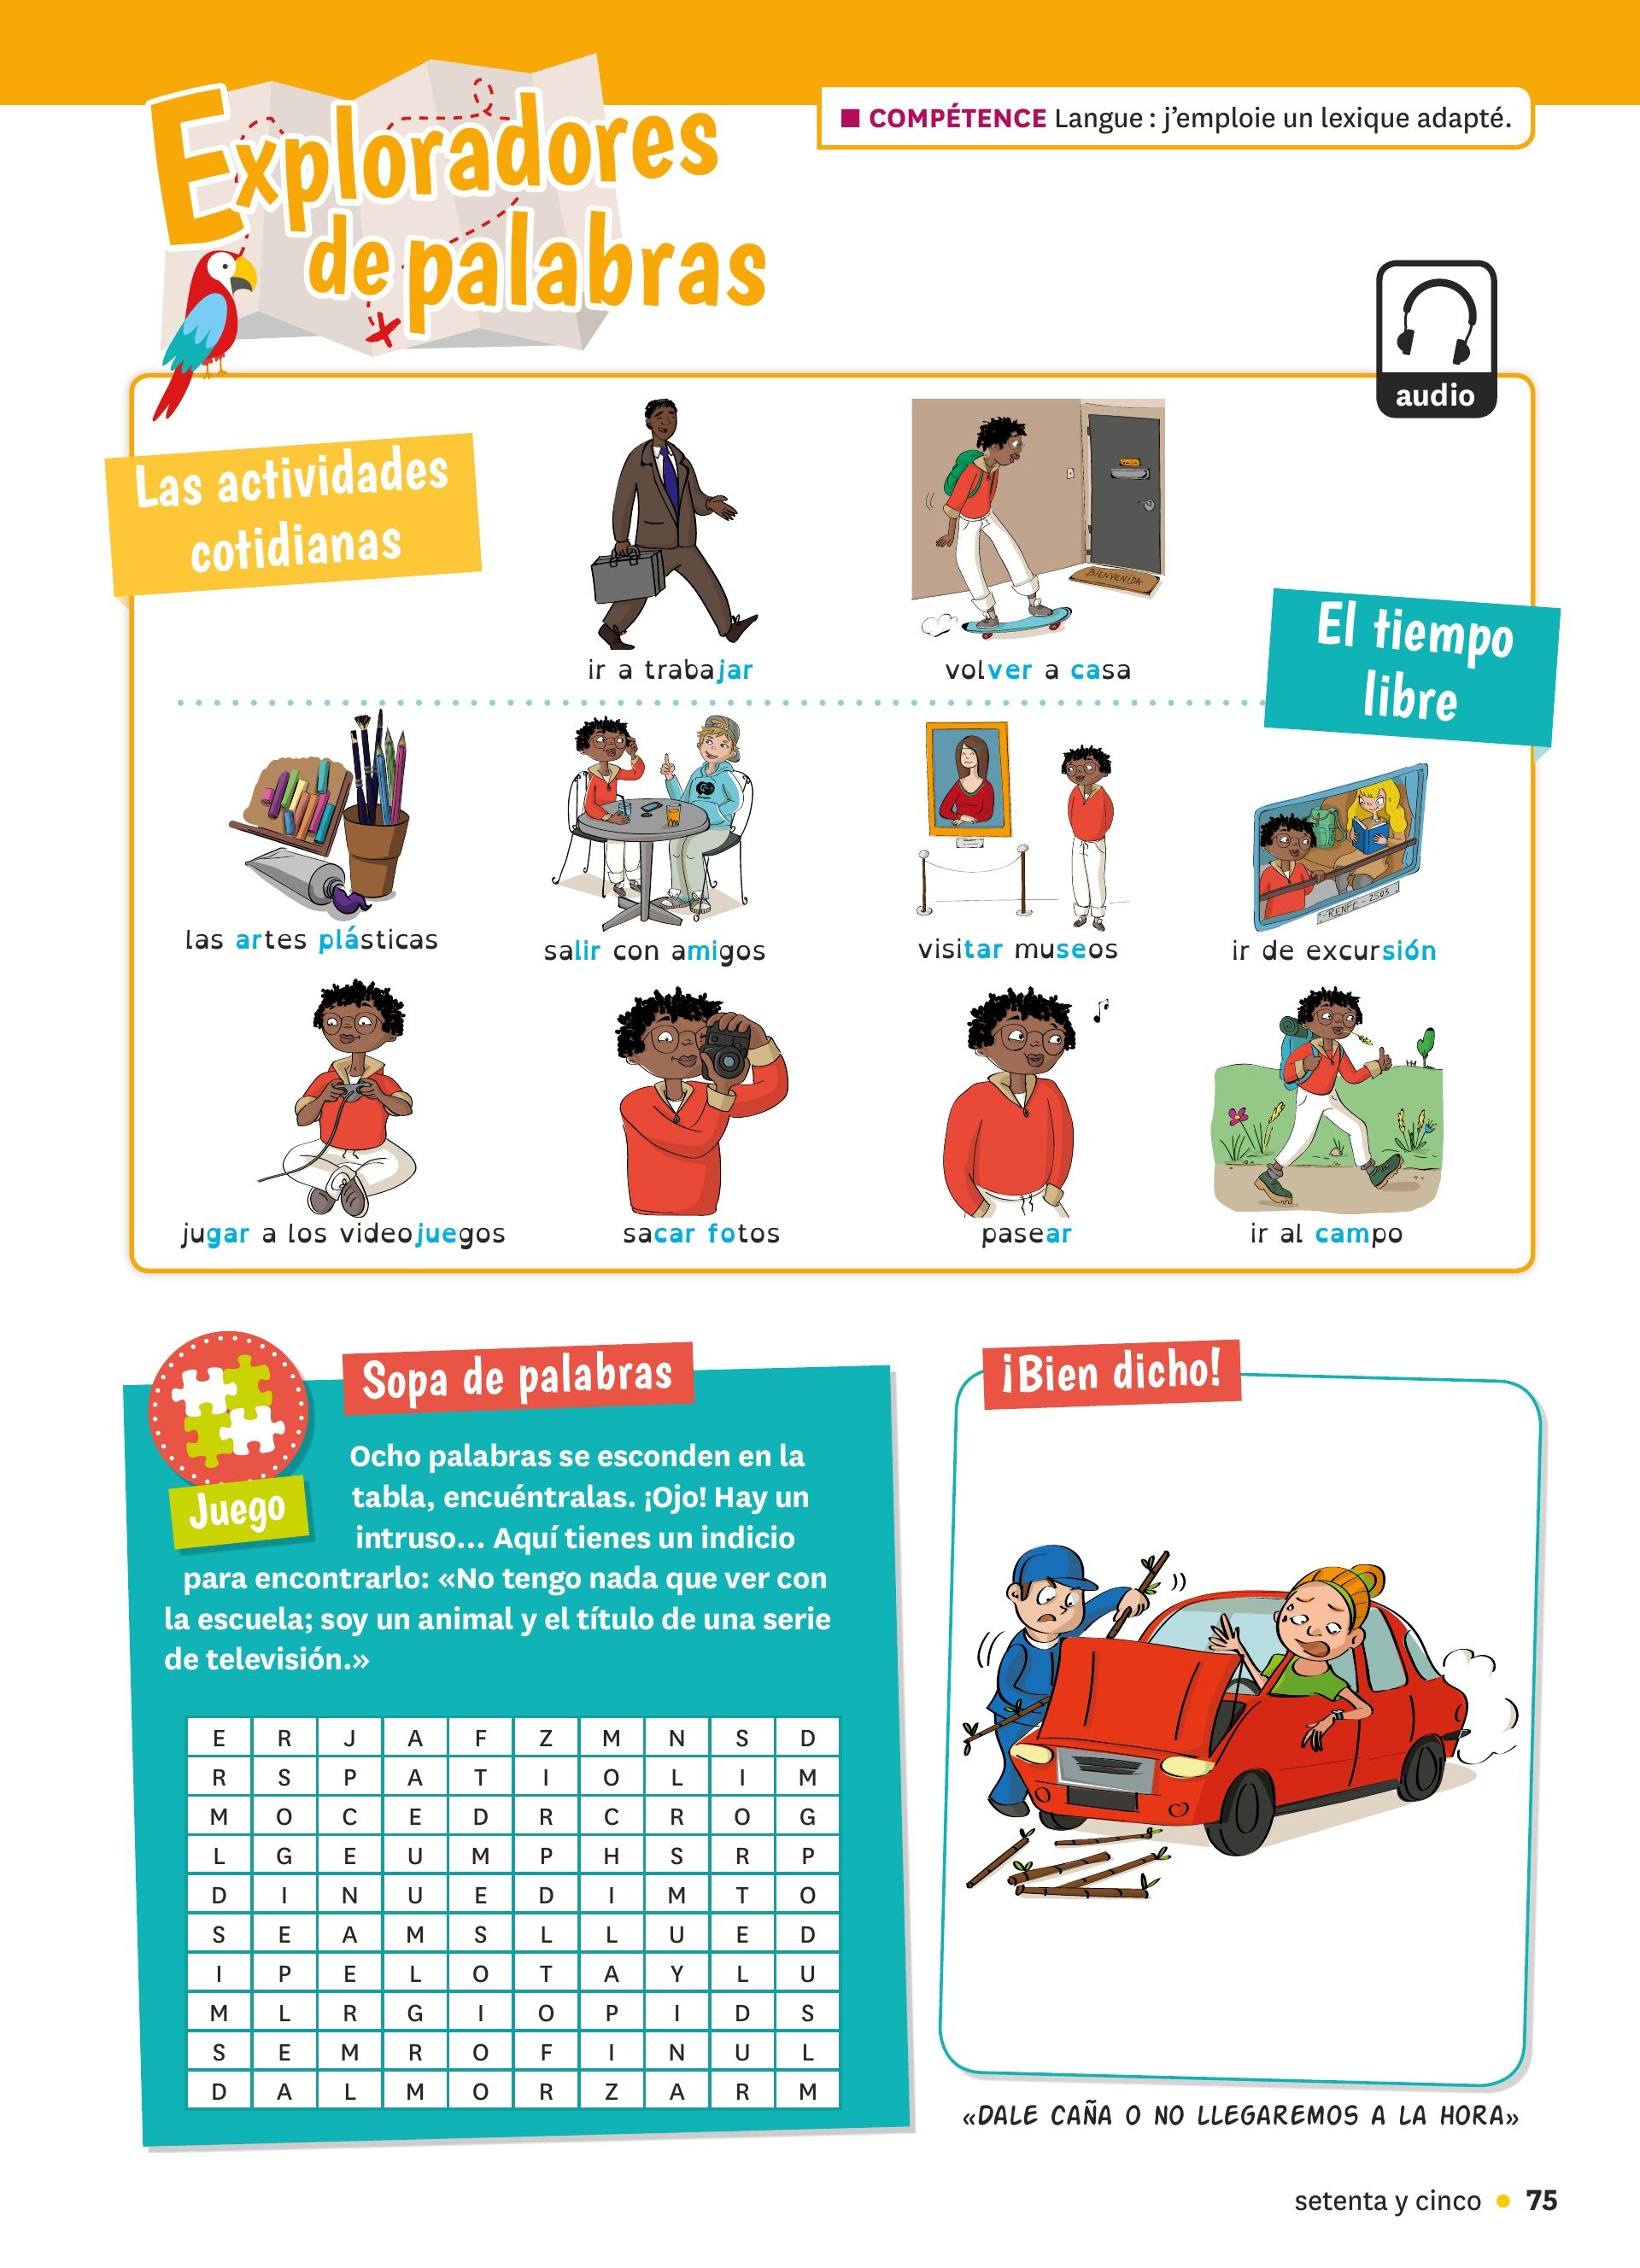 Exploradores
de palabras
■ COMPÉTENCE Langue : j'emploie un lexique adapté.
audio
Las actividades
cotidianas
BIENVENIDA
ir a trabajar
volver a casa
El tiempo
libre
RENFE - 2503
las artes plásticas
salir con amigos
visitar museos
ir de excursión
jugar a los videojuegos
sacar fotos
pasear
ir al campo
Juego
Sopa de palabras
Ocho palabras se esconden en la
tabla, encuéntralas. ¡Ojo! Hay un
intruso... Aquí tienes un indicio
para encontrarlo: «No tengo nada que ver con
la escuela; soy un animal y el título de una serie
de televisión.»
E R J A F Z M N S D
R S P A T I O L I M
M O C E D R C R O G
L G E U M P H S R P
D I N U E D I M T O
S E A M S L L U E D
I P E L O T A Y L U
M L R G I O P I D S
S E M R O F I N U L
D A L M O R Z A R M
¡Bien dicho!
«DALE CAÑA O NO LLEGAREMOS A LA HORA»
setenta y cinco • 75